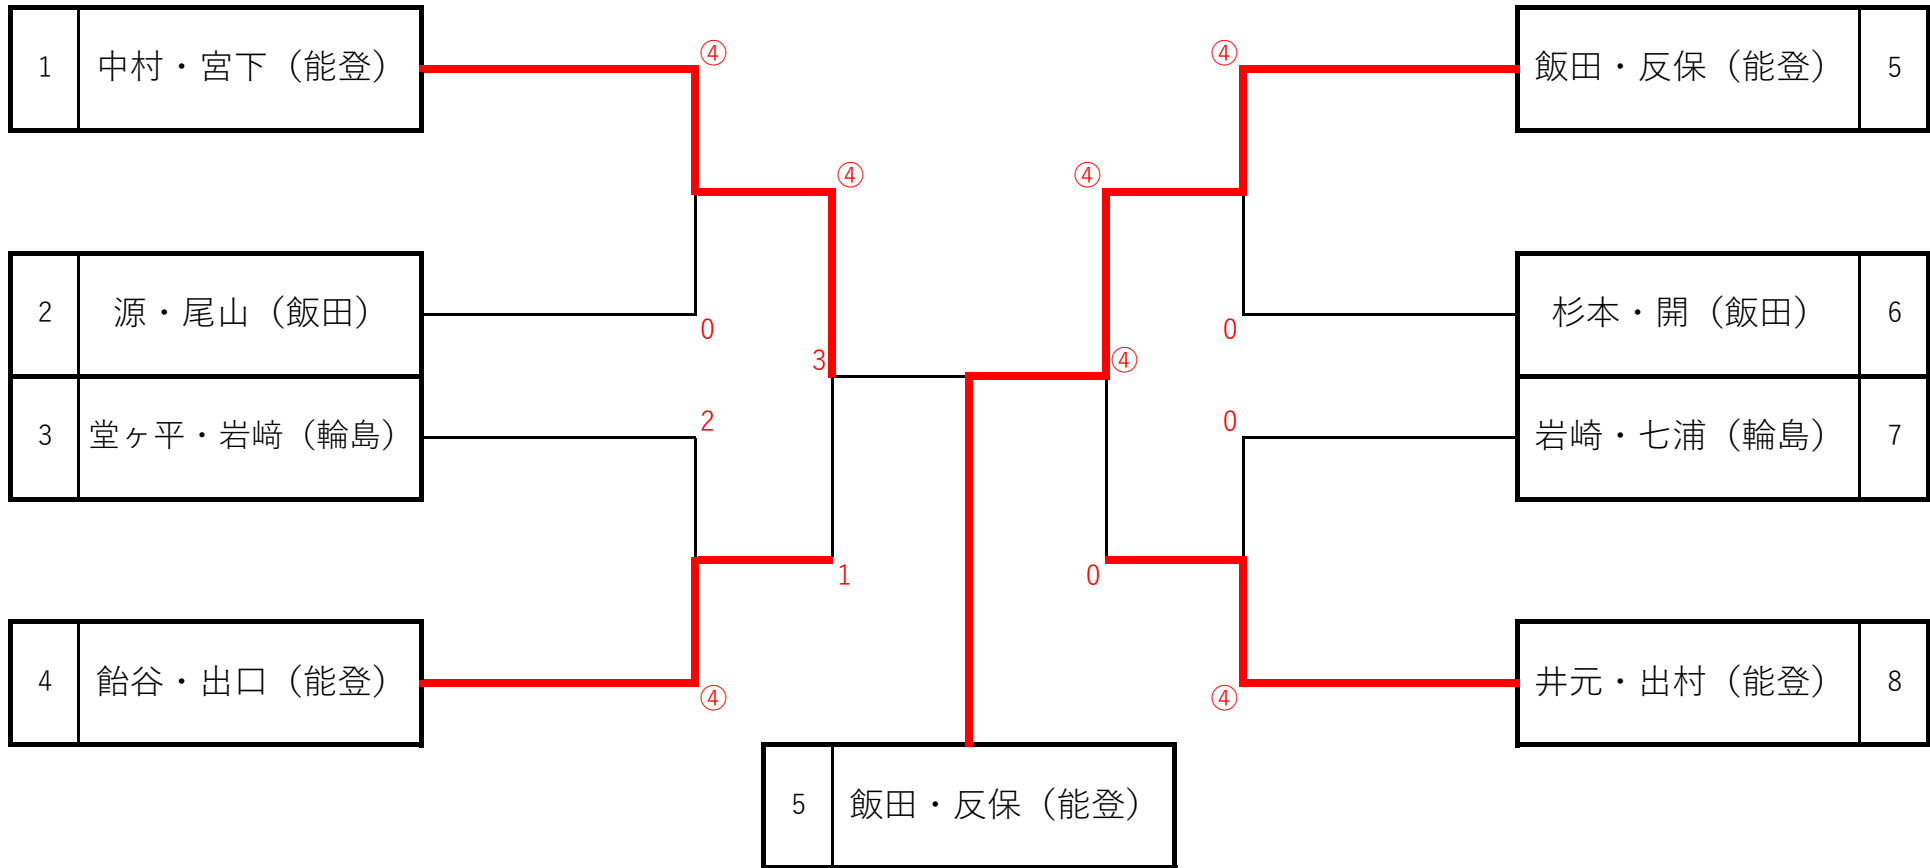 1 中村・宮下（能登）
④
④
飯田・反保（能登） 5
④
④
2 源・尾山（飯田）
0
0
杉本・開（飯田） 6
3
④
3 堂ヶ平・岩﨑（輪島）
2
0
岩崎・七浦（輪島） 7
1
0
4 飴谷・出口（能登）
④
④
井元・出村（能登） 8
5 飯田・反保（能登）